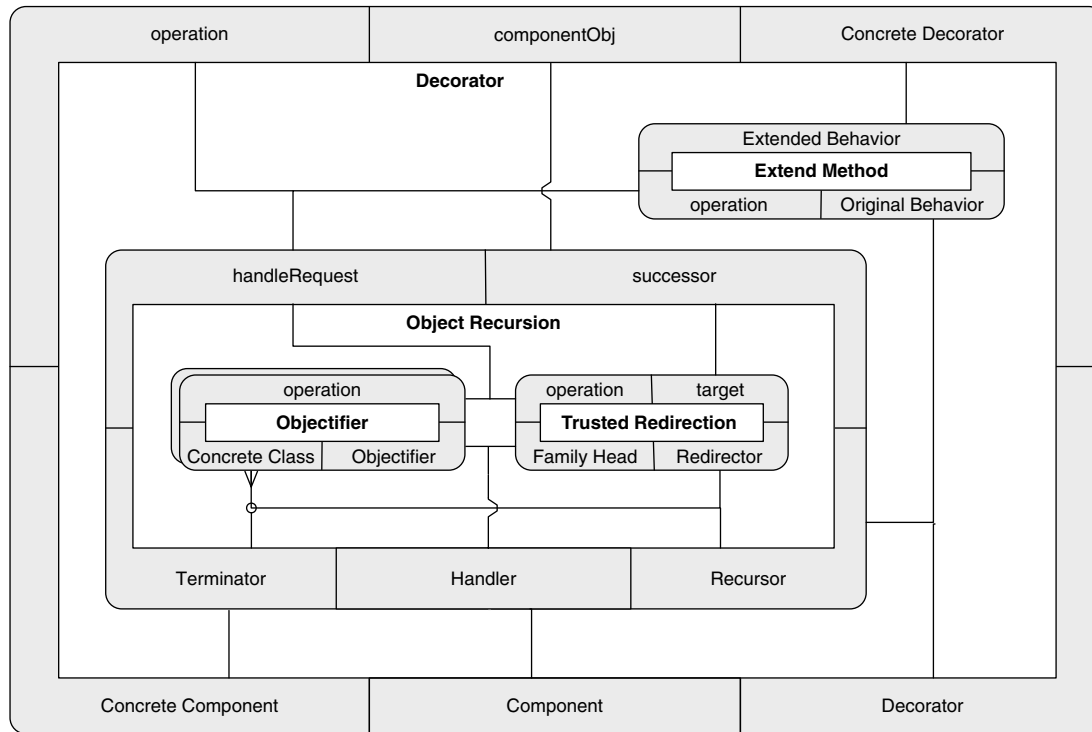 operation componentObj Concrete Decorator
Decorator
Extended Behavior
Extend Method
operation Original Behavior
handleRequest successor
Object Recursion
operation operation target
Objectifier Trusted Redirection
Concrete Class Objectifier Family Head Redirector
Terminator Handler Recursor
Concrete Component Component Decorator